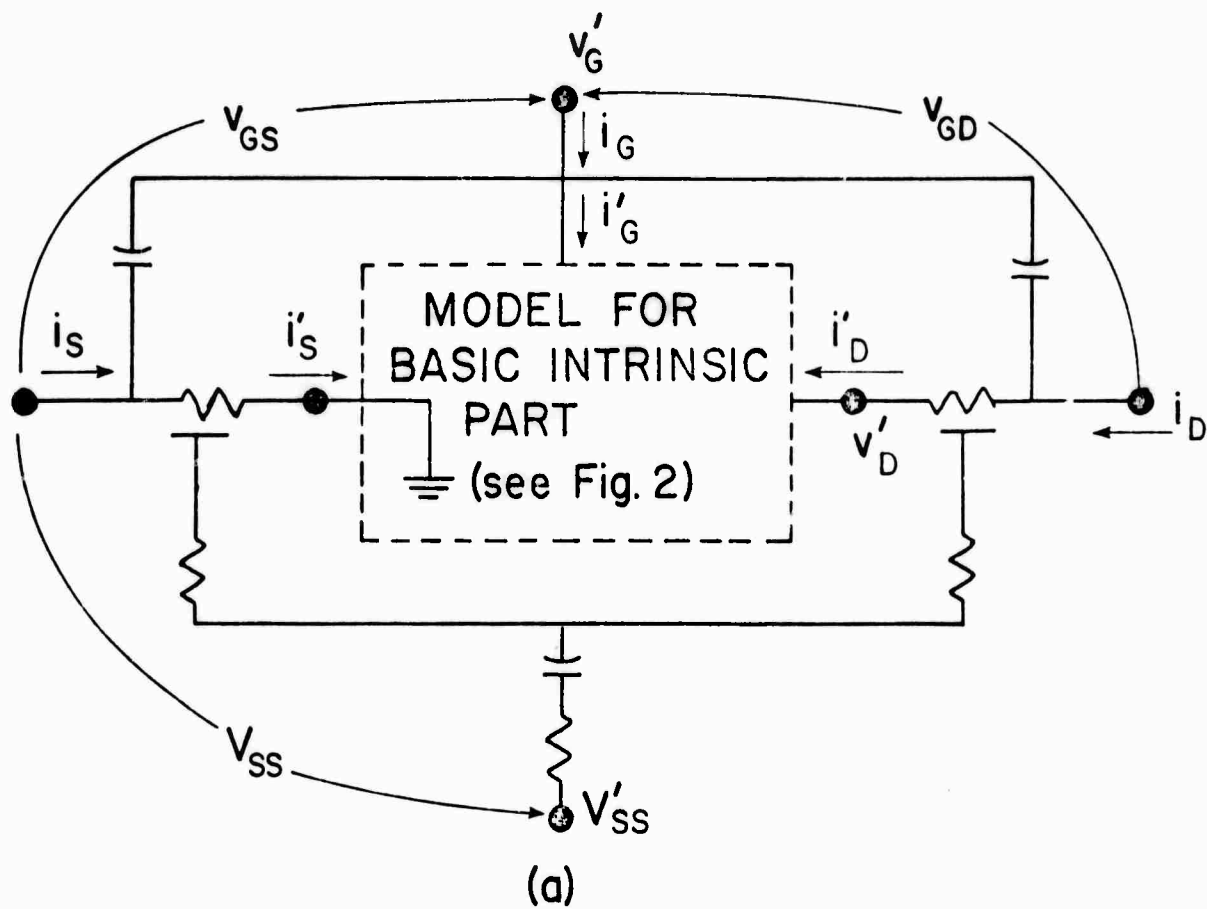 v'G
vGS
vGD
iG
i'G
iS
i'S
MODEL FOR
BASIC INTRINSIC
PART
(see Fig. 2)
i'D
v'D
iD
VSS
V'SS
(a)